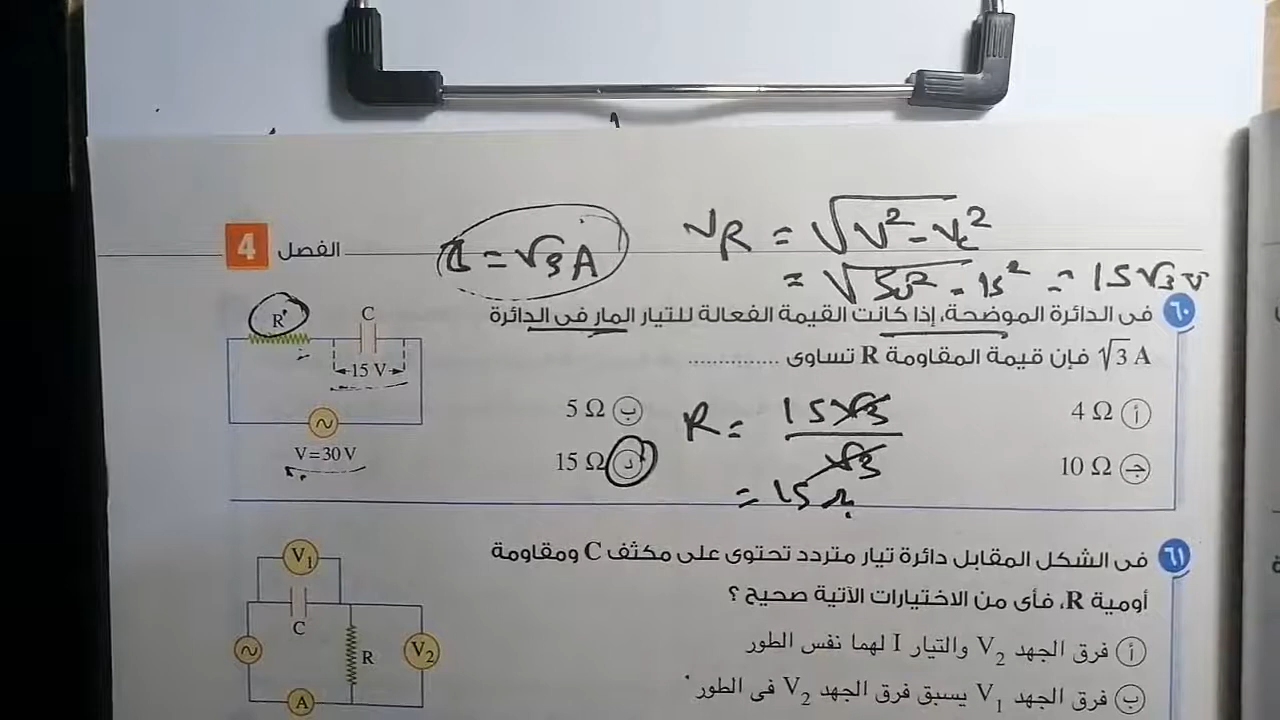 الفصل 4
I = √3 A
VR = √V² - Vc²
= √30² - 15² = 15√3 V
٦٠ فى الدائرة الموضحة، إذا كانت القيمة الفعالة للتيار المار فى الدائرة
√3 A فإن قيمة المقاومة R تساوى ...............
أ 4 Ω
ب 5 Ω
جـ 10 Ω
د 15 Ω
R
C
15 V
V=30 V
R = 15√3 / √3
= 15 Ω
٦١ فى الشكل المقابل دائرة تيار متردد تحتوى على مكثف C ومقاومة
أومية R، فأى من الاختيارات الآتية صحيح ؟
أ فرق الجهد V₂ والتيار I لهما نفس الطور
ب فرق الجهد V₁ يسبق فرق الجهد V₂ فى الطور
V₁
C
R
V₂
A